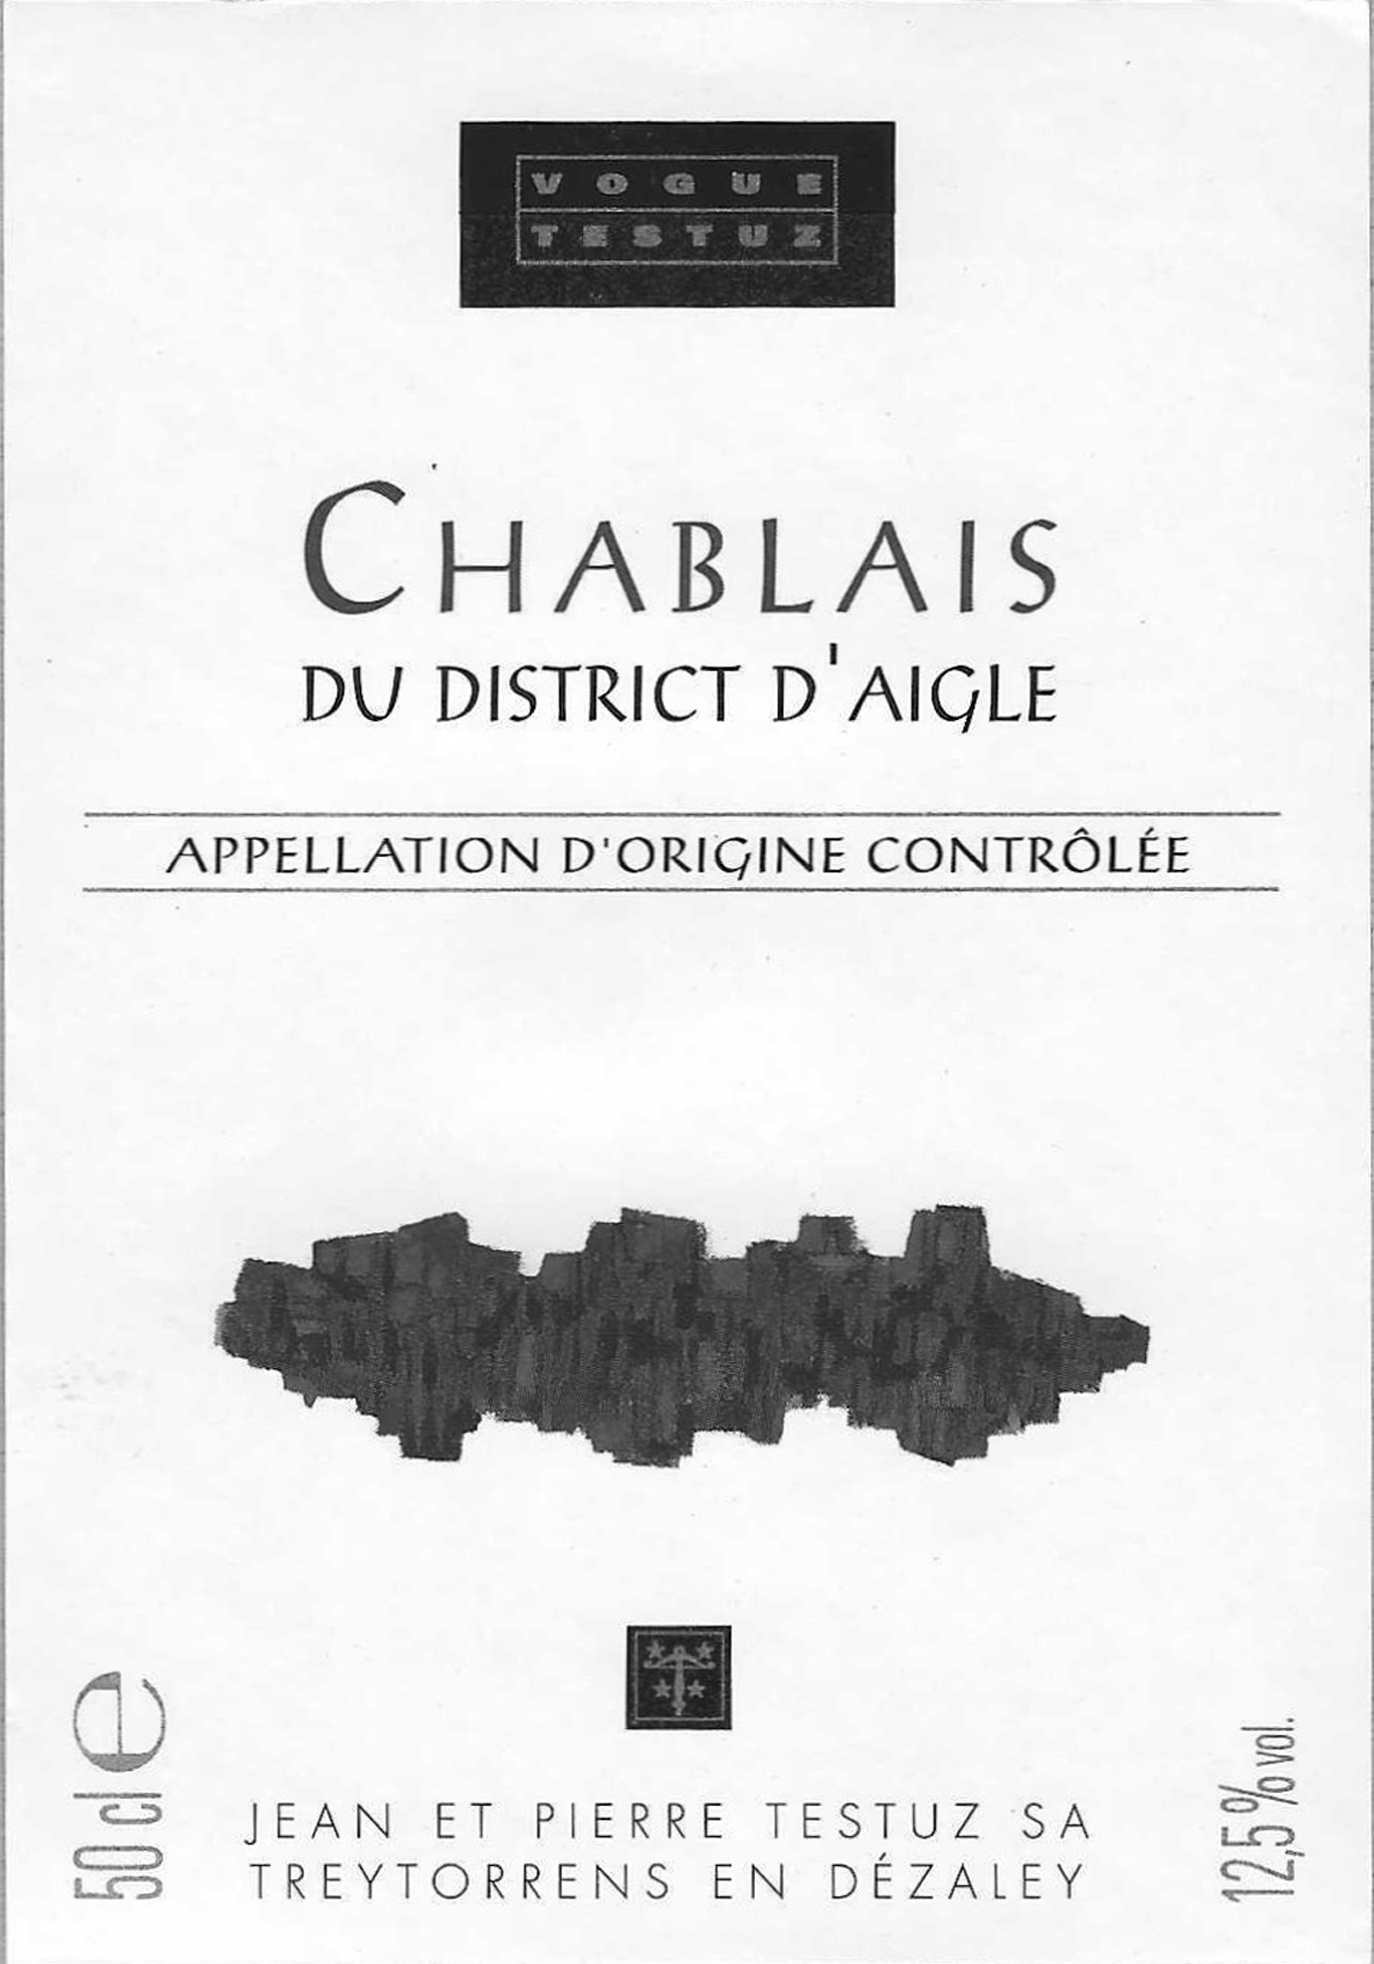 VOGUE
TESTUZ
CHABLAIS
DU DISTRICT D'AIGLE
APPELLATION D'ORIGINE CONTRÔLÉE
50 cl e
12,5 % vol.
JEAN ET PIERRE TESTUZ SA
TREYTORRENS EN DÉZALEY